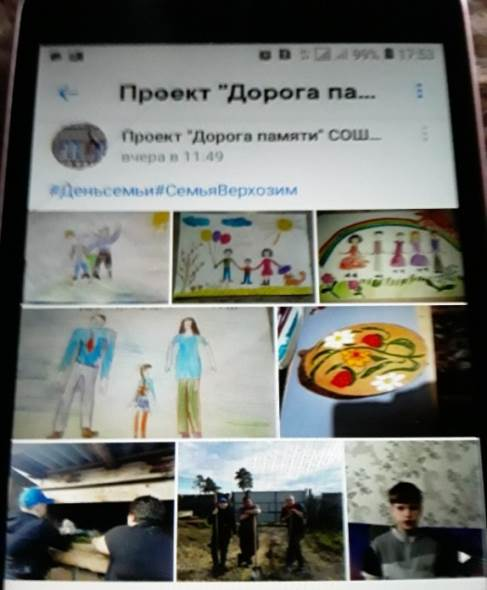 99% 17:53
Проект "Дорога па...
Проект "Дорога памяти" СОШ...
вчера в 11:49
#Деньсемьи#СемьяВерхозим